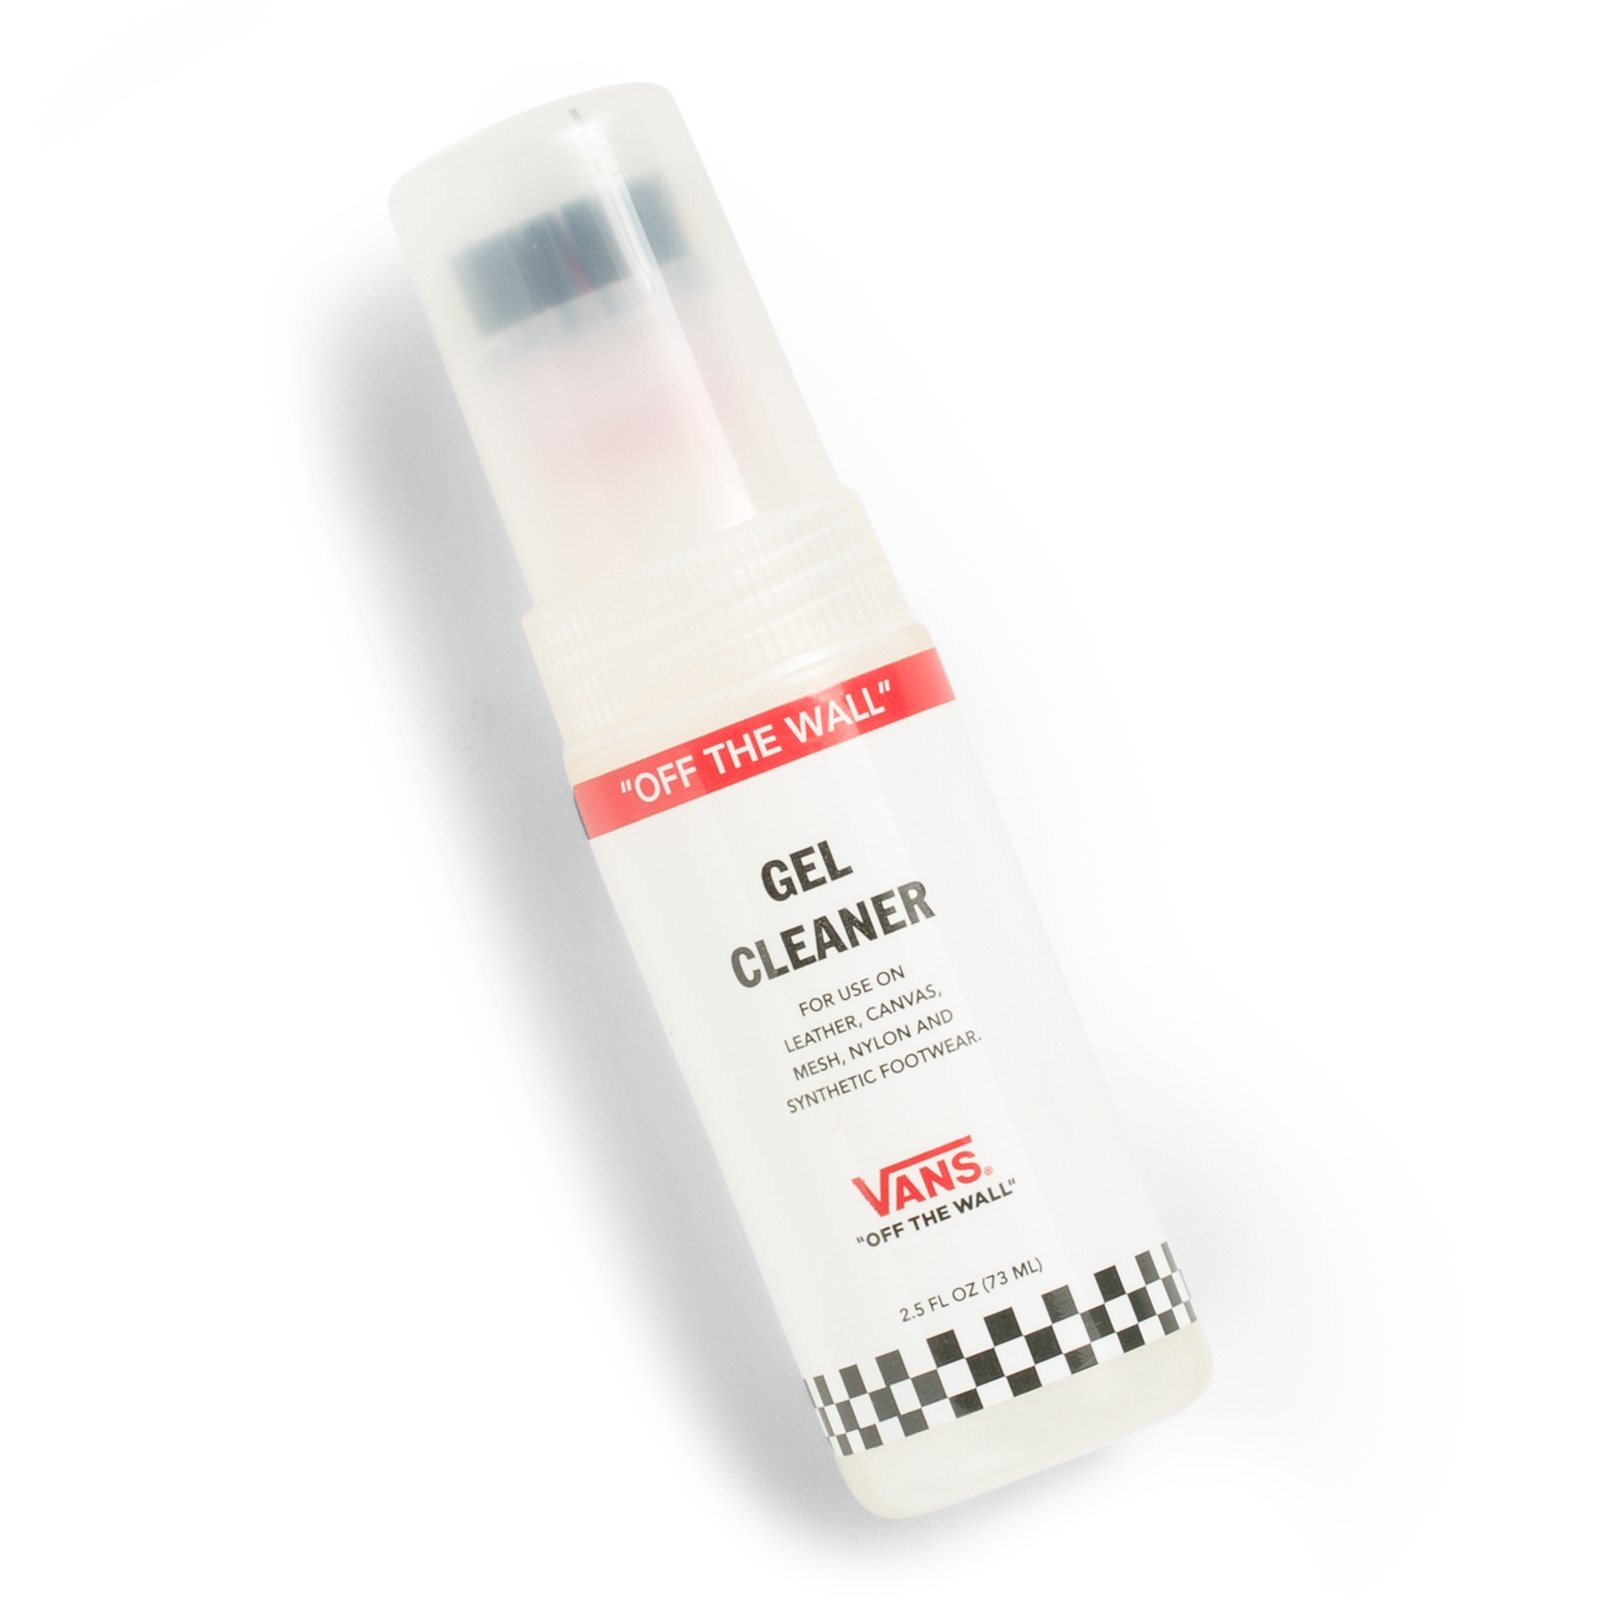 "OFF THE WALL"
GEL
CLEANER
FOR USE ON
LEATHER, CANVAS,
MESH, NYLON AND
SYNTHETIC FOOTWEAR.
VANS®
"OFF THE WALL"
2.5 FL OZ (73 ML)